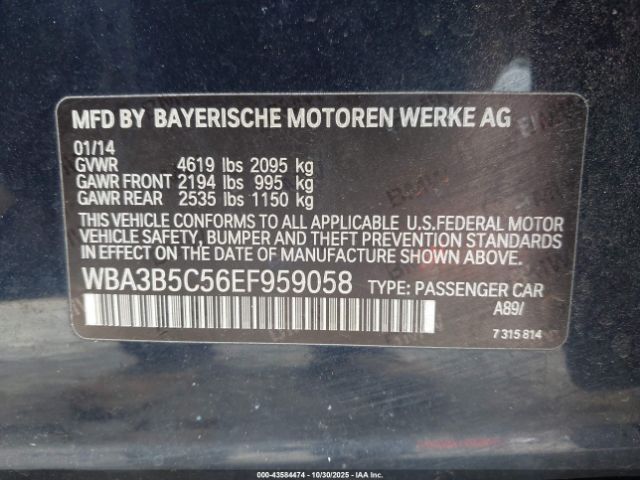 MFD BY BAYERISCHE MOTOREN WERKE AG
01/14
GVWR 4619 lbs 2095 kg
GAWR FRONT 2194 lbs 995 kg
GAWR REAR 2535 lbs 1150 kg
THIS VEHICLE CONFORMS TO ALL APPLICABLE U.S.FEDERAL MOTOR
VEHICLE SAFETY, BUMPER AND THEFT PREVENTION STANDARDS
IN EFFECT ON THE DATE OF MANUFACTURE SHOWN ABOVE.
WBA3B5C56EF959058 TYPE: PASSENGER CAR
A89/
7 315 814
000-43584474 | 10/30/2025 | IAA, Inc.